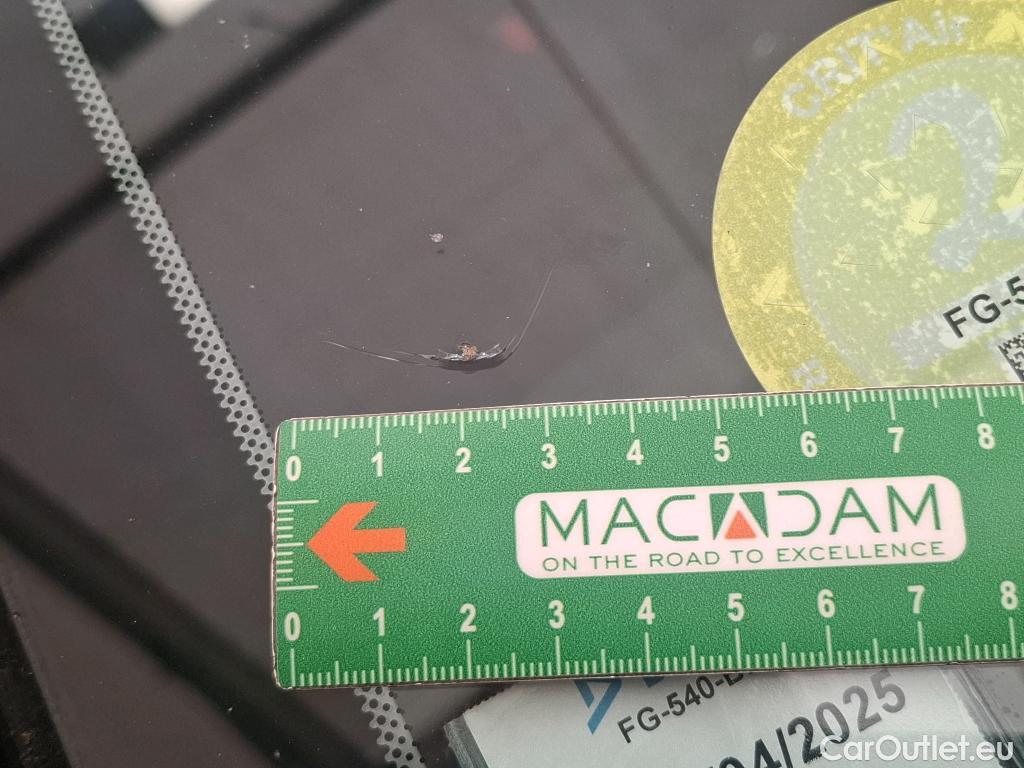 CRIT'Air
2
FG-5
0 1 2 3 4 5 6 7 8
MACADAM
ON THE ROAD TO EXCELLENCE
0 1 2 3 4 5 6 7 8
FG-540-
04/2025
CarOutlet.eu